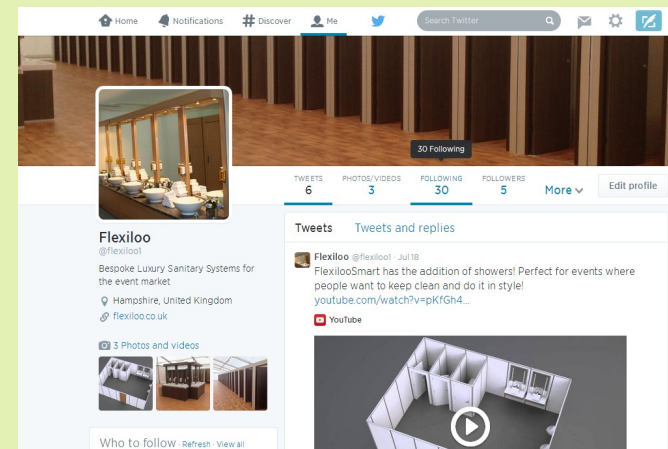 Home Notifications Discover Me Search Twitter
30 Following
TWEETS PHOTOS/VIDEOS FOLLOWING FOLLOWERS
6 3 30 5 More Edit profile
Flexiloo
@flexiloo1
Bespoke Luxury Sanitary Systems for
the event market
Hampshire, United Kingdom
flexiloo.co.uk
3 Photos and videos
Who to follow · Refresh · View all
Tweets Tweets and replies
Flexiloo @flexiloo1 · Jul 18
FlexilooSmart has the addition of showers! Perfect for events where
people want to keep clean and do it in style!
youtube.com/watch?v=pKfGh4...
YouTube